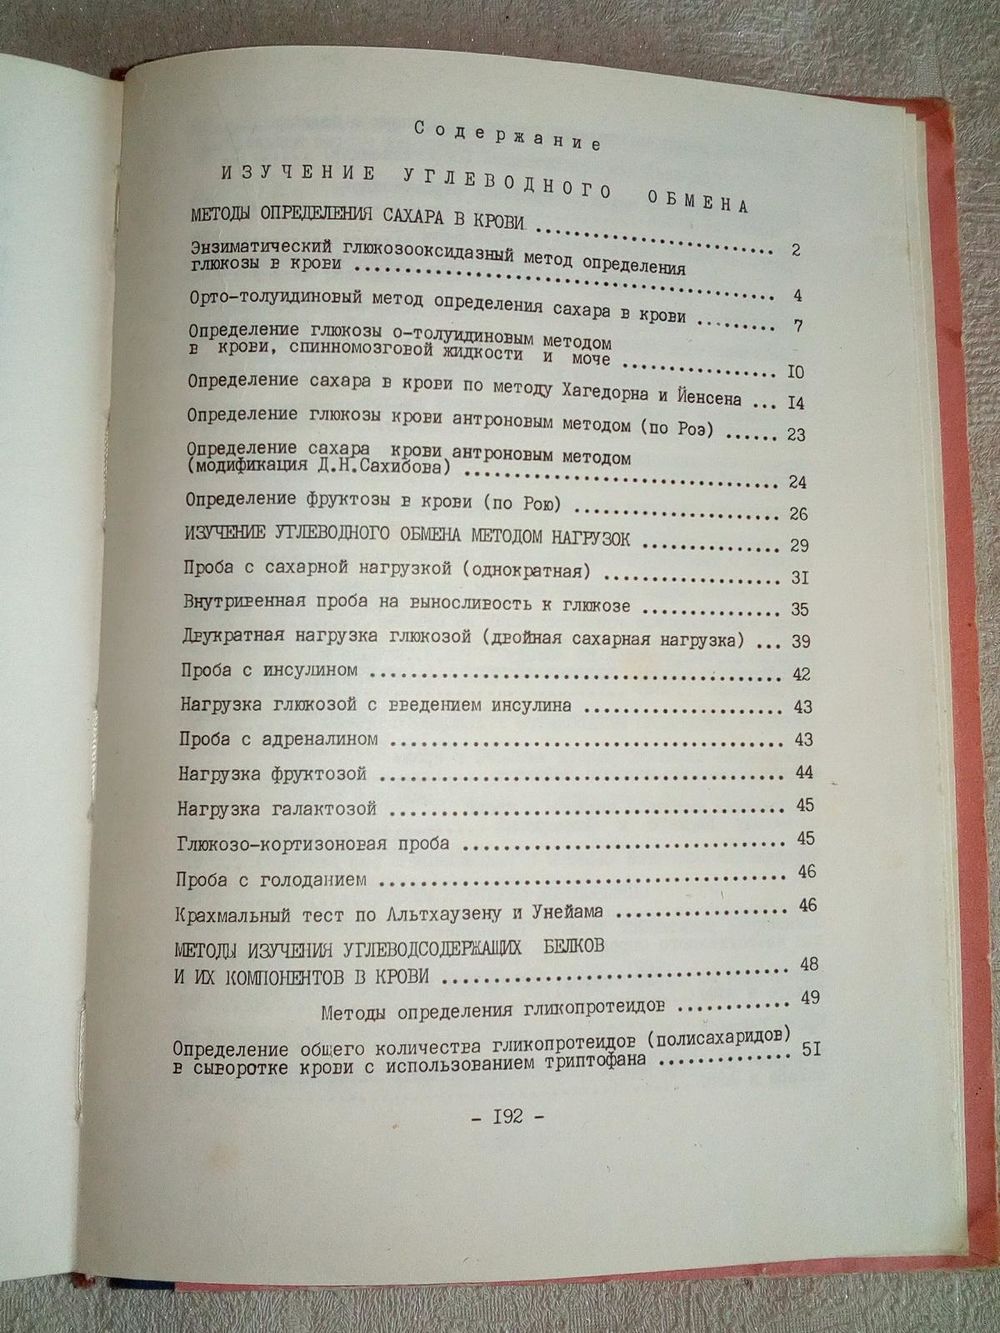 Содержание
ИЗУЧЕНИЕ УГЛЕВОДНОГО ОБМЕНА
МЕТОДЫ ОПРЕДЕЛЕНИЯ САХАРА В КРОВИ ........................ 2
Энзиматический глюкозооксидазный метод определения
глюкозы в крови .......................................... 4
Орто-толуидиновый метод определения сахара в крови ........ 7
Определение глюкозы о-толуидиновым методом
в крови, спинномозговой жидкости и моче ................ I0
Определение сахара в крови по методу Хагедорна и Йенсена ... I4
Определение глюкозы крови антроновым методом (по Роэ) ...... 23
Определение сахара крови антроновым методом
(модификация Д.Н.Сахибова) ................................ 24
Определение фруктозы в крови (по Рою) ..................... 26
ИЗУЧЕНИЕ УГЛЕВОДНОГО ОБМЕНА МЕТОДОМ НАГРУЗОК .............. 29
Проба с сахарной нагрузкой (однократная) .................. 3I
Внутривенная проба на выносливость к глюкозе .............. 35
Двукратная нагрузка глюкозой (двойная сахарная нагрузка) ... 39
Проба с инсулином ......................................... 42
Нагрузка глюкозой с введением инсулина .................... 43
Проба с адреналином ....................................... 43
Нагрузка фруктозой ........................................ 44
Нагрузка галактозой ....................................... 45
Глюкозо-кортизоновая проба ................................ 45
Проба с голоданием ........................................ 46
Крахмальный тест по Альтхаузену и Унейама ................. 46
МЕТОДЫ ИЗУЧЕНИЯ УГЛЕВОДСОДЕРЖАЩИХ БЕЛКОВ
И ИХ КОМПОНЕНТОВ В КРОВИ .................................. 48
Методы определения гликопротеидов ............ 49
Определение общего количества гликопротеидов (полисахаридов)
в сыворотке крови с использованием триптофана .............. 5I
- I92 -